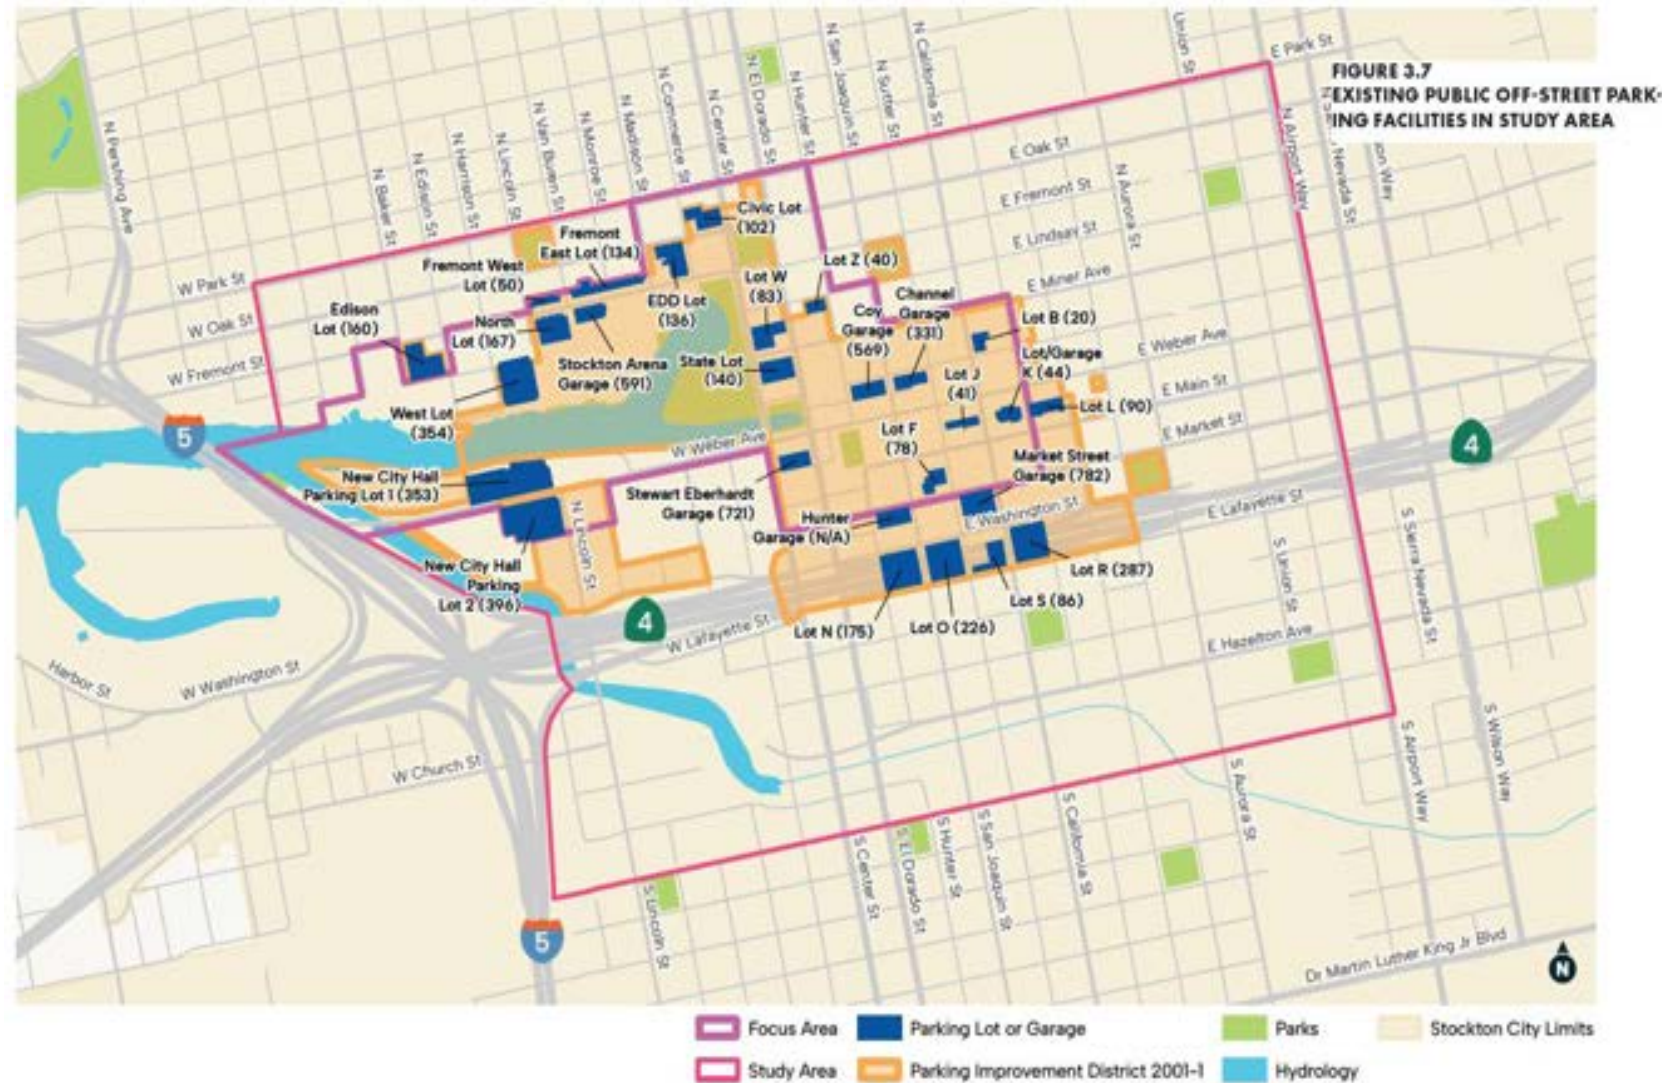 FIGURE 3.7
EXISTING PUBLIC OFF-STREET PARK-
ING FACILITIES IN STUDY AREA
E Park St
Union St
N California St
N Sutter St
N San Joaquin St
N Hunter St
N El Dorado St
N Center St
N Commerce St
N Madison St
N Monroe St
N Van Buren St
N Lincoln St
N Harrison St
N Edison St
N Baker St
N Pershing Ave
N Airport Way
Nevada St
Way
N Aurora St
E Oak St
E Fremont St
E Lindsay St
E Miner Ave
E Weber Ave
E Main St
E Market St
W Park St
W Oak St
W Fremont St
Civic Lot
(102)
Fremont
East Lot (134)
Fremont West
Lot (50)
Edison
Lot (160)
North
Lot (167)
EDD Lot
(136)
Lot W
(83)
Lot Z (40)
Channel
Garage
(331)
Coy
Garage
(569)
Lot B (20)
Lot/Garage
K (44)
Lot J
(41)
Lot L (90)
Stockton Arena
Garage (591)
State Lot
(140)
West Lot
(354)
Lot F
(78)
W Weber Ave
Market Street
Garage (782)
New City Hall
Parking Lot 1 (353)
Stewart Eberhardt
Garage (721)
Hunter
Garage (N/A)
E Washington St
E Lafayette St
N Lincoln St
New City Hall
Parking
Lot 2 (396)
Lot R (287)
Lot S (86)
Lot O (226)
Lot N (175)
5
4
4
5
W Lafayette St
W Washington St
Harbor St
W Church St
E Hazelton Ave
S Union St
S Sierra Nevada St
S Wilson Way
S Airport Way
S Aurora St
S California St
S San Joaquin St
S Hunter St
S El Dorado St
S Center St
S Lincoln St
Dr Martin Luther King Jr Blvd
N
Focus Area
Parking Lot or Garage
Parks
Stockton City Limits
Study Area
Parking Improvement District 2001-1
Hydrology